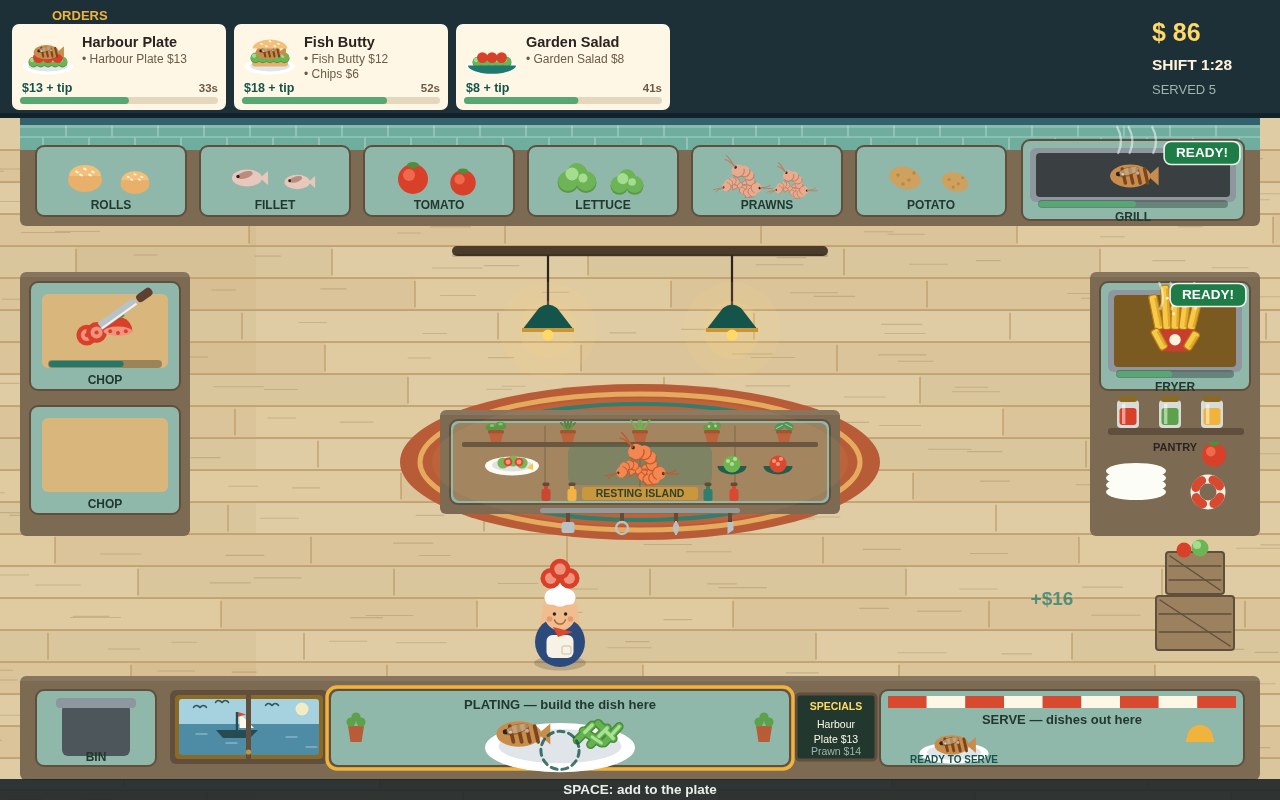 ORDERS
Harbour Plate
• Harbour Plate $13
$13 + tip
33s
Fish Butty
• Fish Butty $12
• Chips $6
$18 + tip
52s
Garden Salad
• Garden Salad $8
$8 + tip
41s
$ 86
SHIFT 1:28
SERVED 5
ROLLS
FILLET
TOMATO
LETTUCE
PRAWNS
POTATO
READY!
GRILL
CHOP
CHOP
READY!
FRYER
PANTRY
RESTING ISLAND
+$16
BIN
PLATING — build the dish here
SPECIALS
Harbour
Plate $13
Prawn $14
SERVE — dishes out here
READY TO SERVE
SPACE: add to the plate